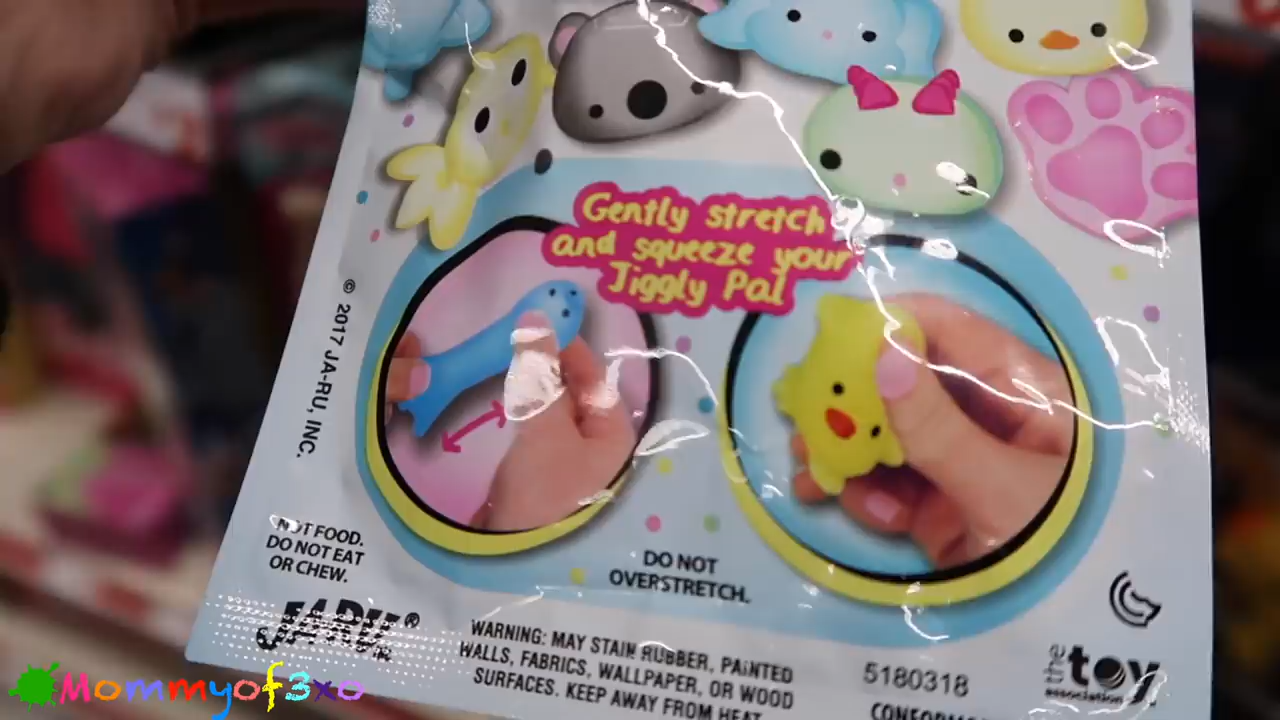 Gently stretch
and squeeze your
Jiggly Pal
© 2017 JA-RU, INC.
NOT FOOD.
DO NOT EAT
OR CHEW.
DO NOT
OVERSTRETCH.
JARU®
WARNING: MAY STAIN RUBBER, PAINTED
WALLS, FABRICS, WALLPAPER, OR WOOD
SURFACES. KEEP AWAY FROM HEAT
5180318
the toy
association
Mommyof3xo